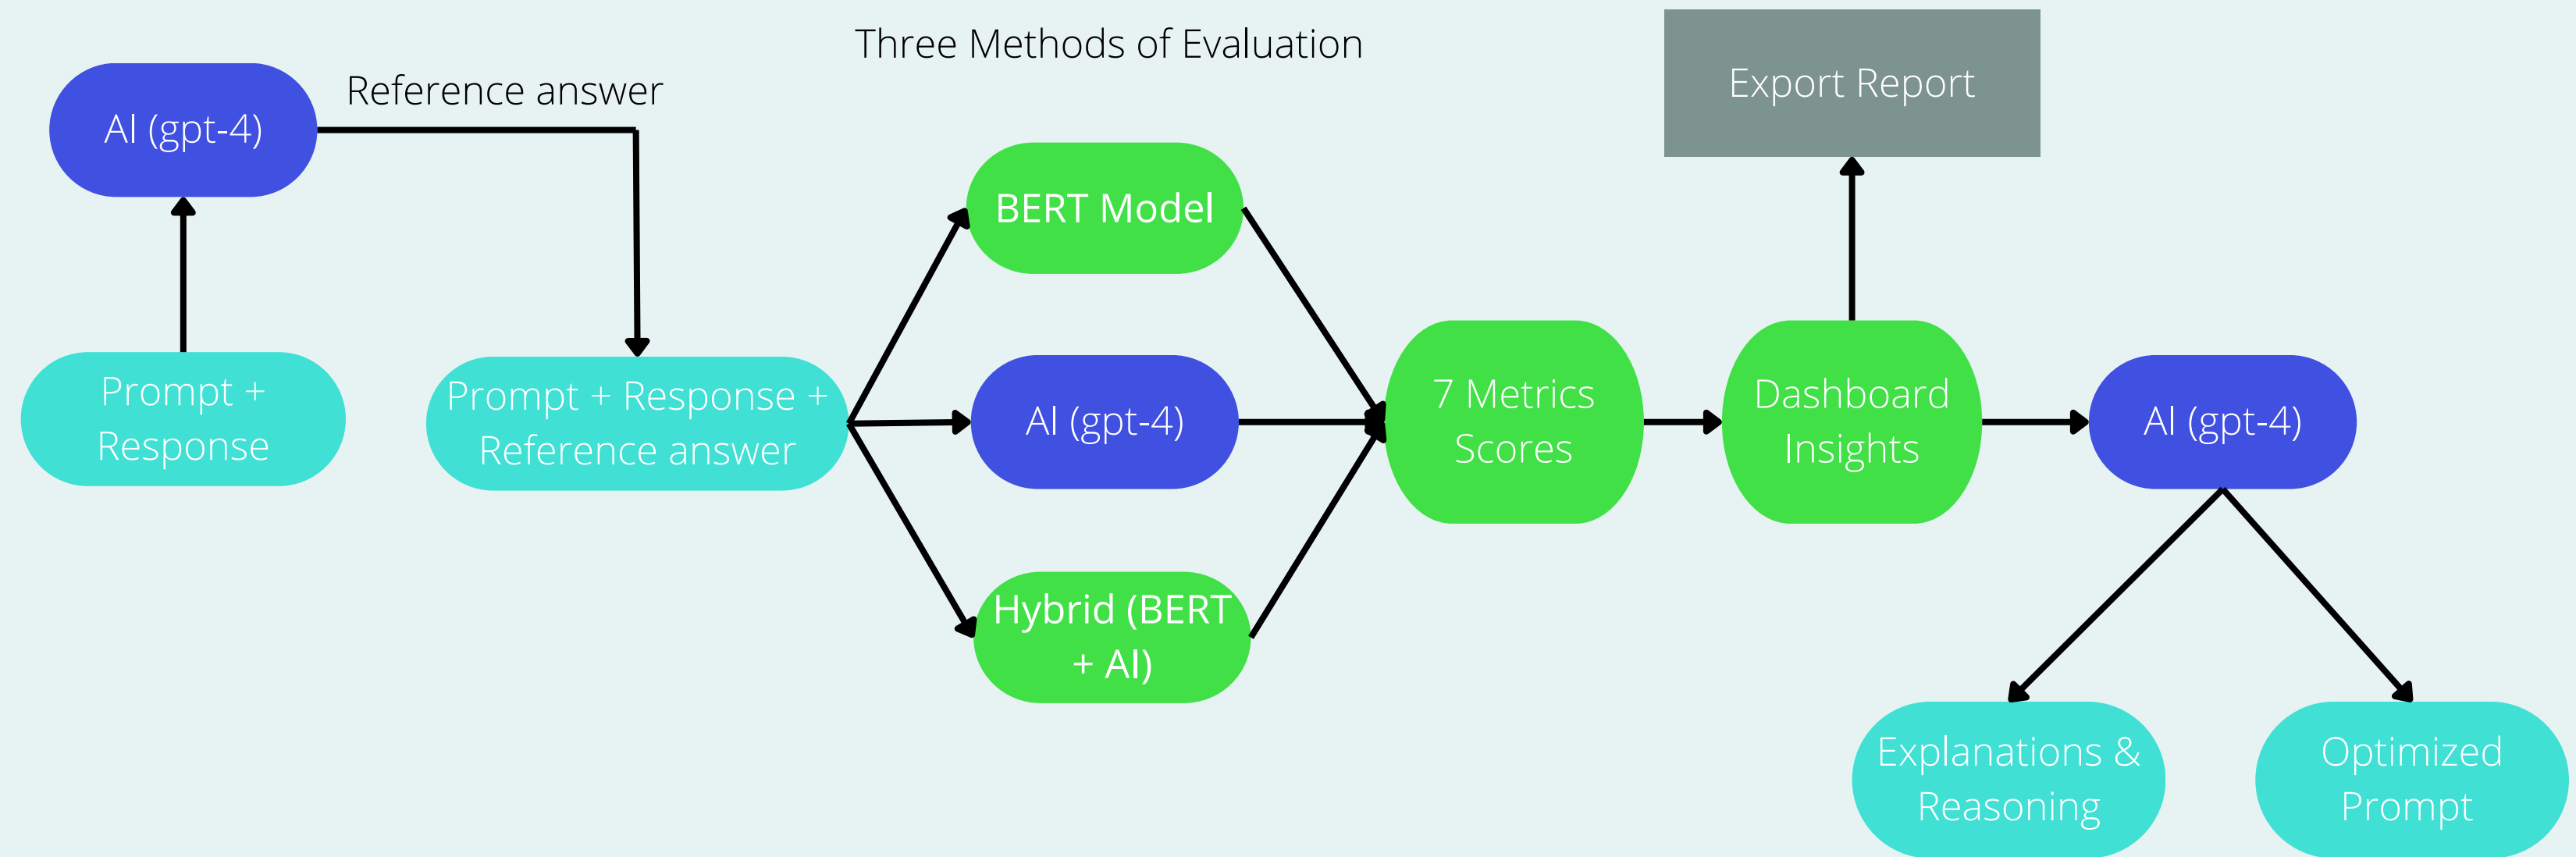 Three Methods of Evaluation
AI (gpt-4)
Reference answer
Prompt +
Response
Prompt + Response +
Reference answer
BERT Model
AI (gpt-4)
Hybrid (BERT
+ AI)
7 Metrics
Scores
Dashboard
Insights
Export Report
AI (gpt-4)
Explanations &
Reasoning
Optimized
Prompt